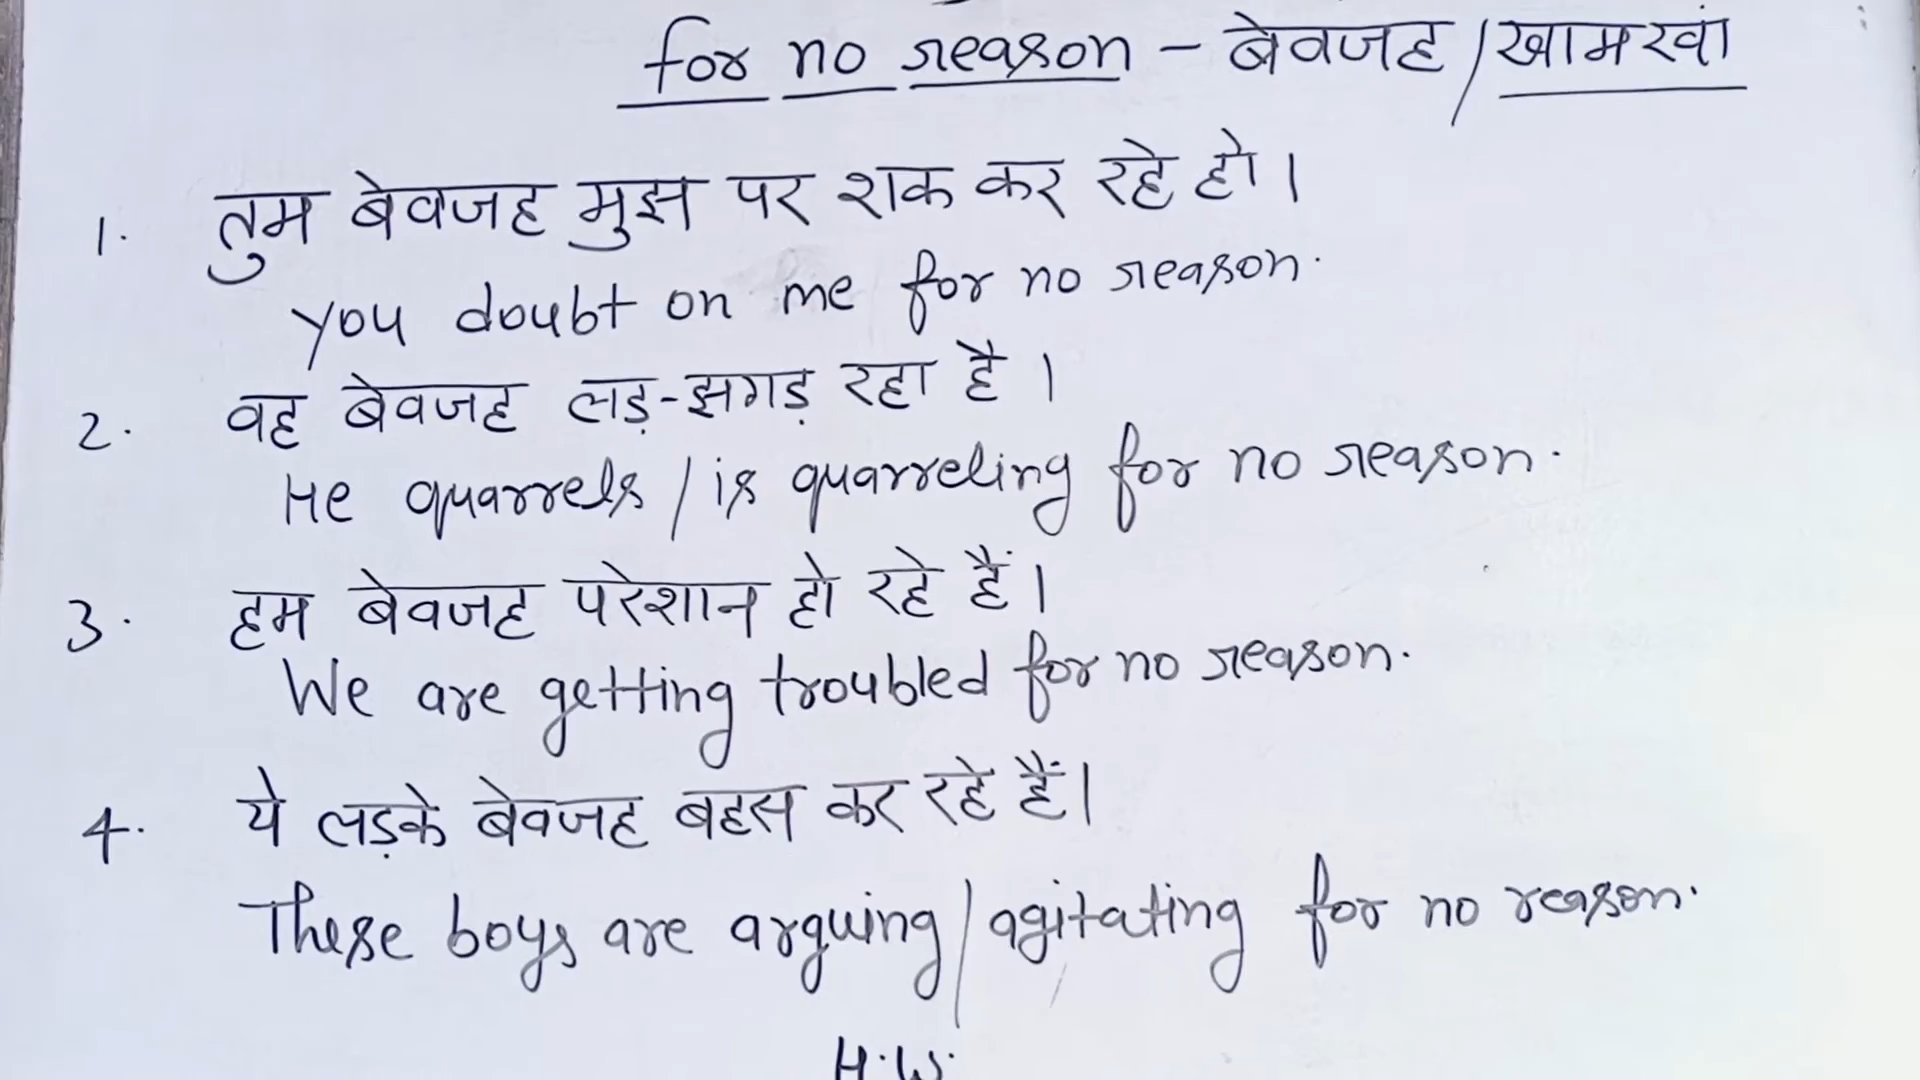 for no reason - बेवजह / खामखां
1. तुम बेवजह मुझ पर शक कर रहे हो।
you doubt on me for no reason.
2. वह बेवजह लड़-झगड़ रहा है।
He quarrels / is quarreling for no reason.
3. हम बेवजह परेशान हो रहे हैं।
We are getting troubled for no reason.
4. ये लड़के बेवजह बहस कर रहे हैं।
These boys are arguing / agitating for no reason.
H.W.